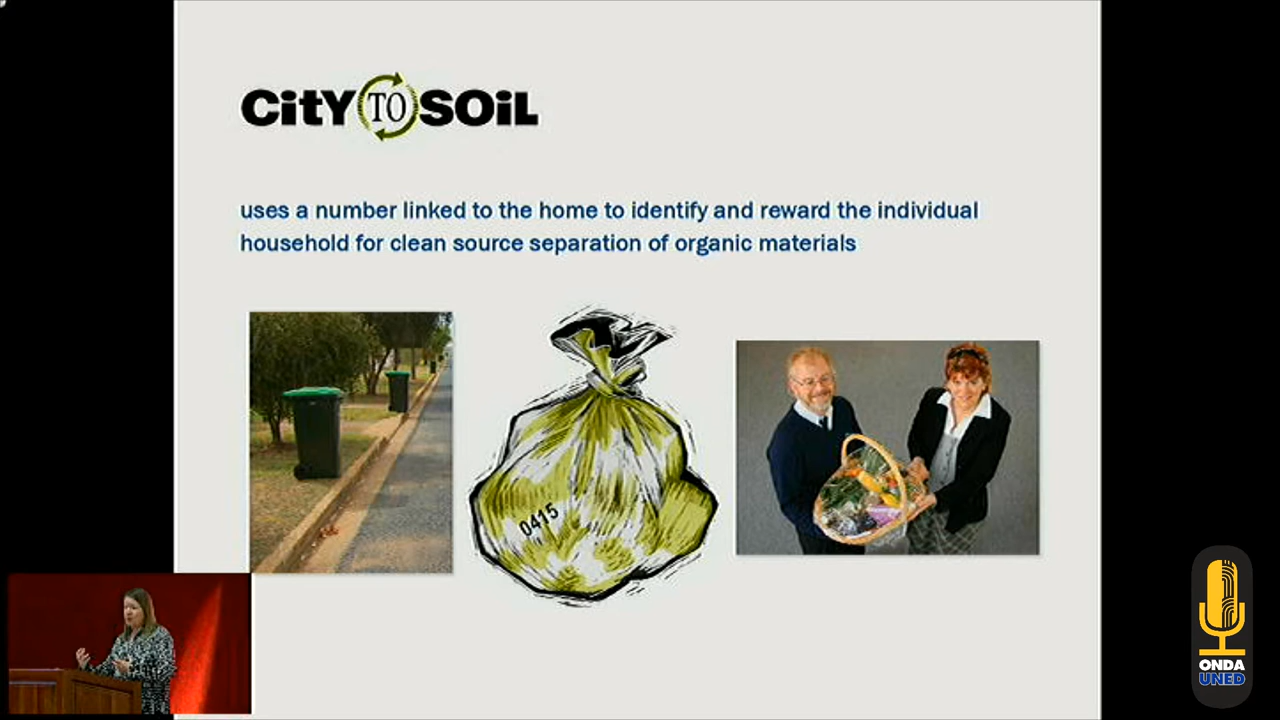 CitY TO SOiL
uses a number linked to the home to identify and reward the individual
household for clean source separation of organic materials
0415
ONDA
UNED